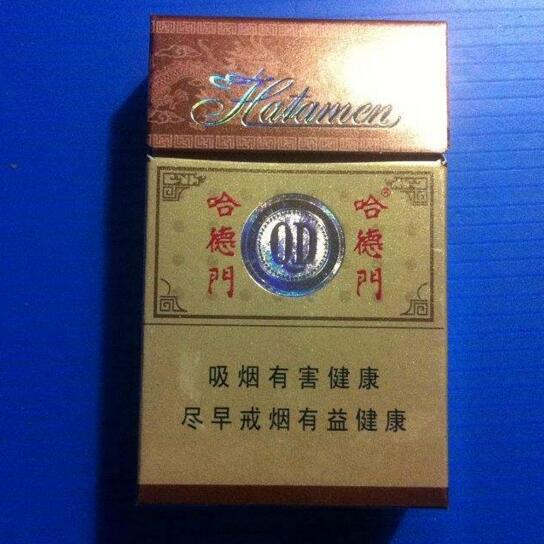 Hatamen
哈德門
QD
哈德門®
吸烟有害健康
尽早戒烟有益健康